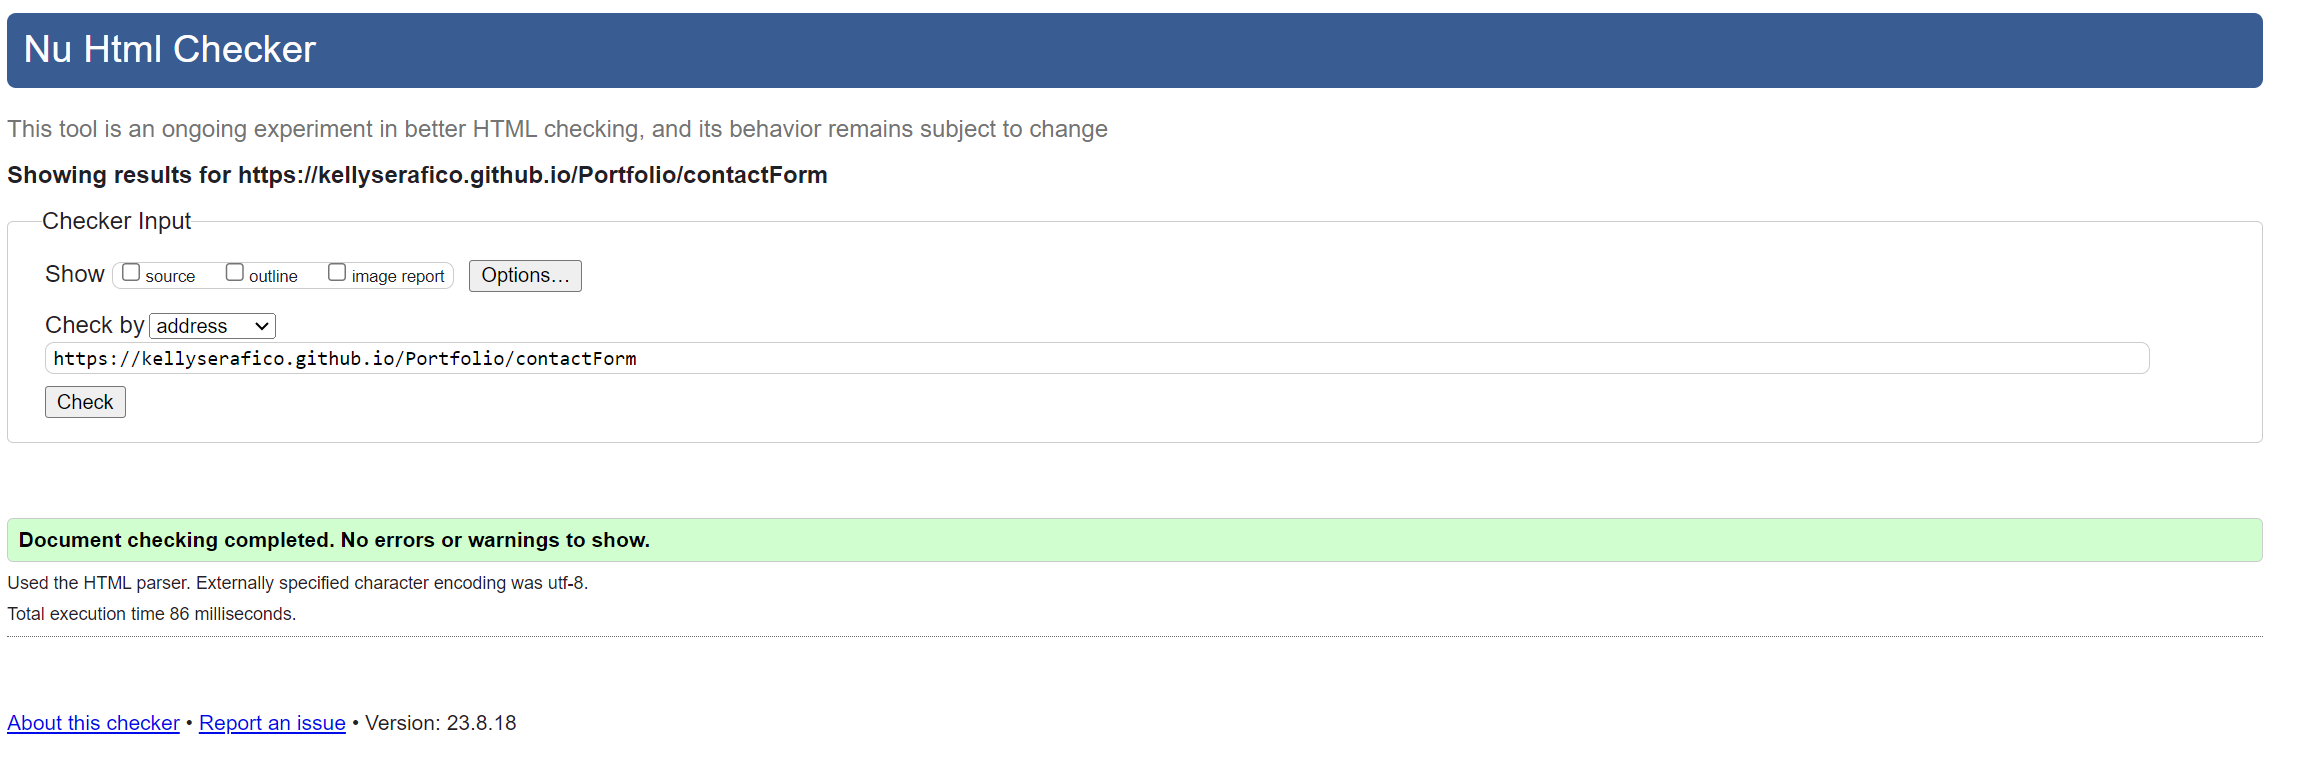 Nu Html Checker
This tool is an ongoing experiment in better HTML checking, and its behavior remains subject to change
Showing results for https://kellyserafico.github.io/Portfolio/contactForm
Checker Input
Show source outline image report Options...
Check by address
https://kellyserafico.github.io/Portfolio/contactForm
Check
Document checking completed. No errors or warnings to show.
Used the HTML parser. Externally specified character encoding was utf-8.
Total execution time 86 milliseconds.
About this checker • Report an issue • Version: 23.8.18